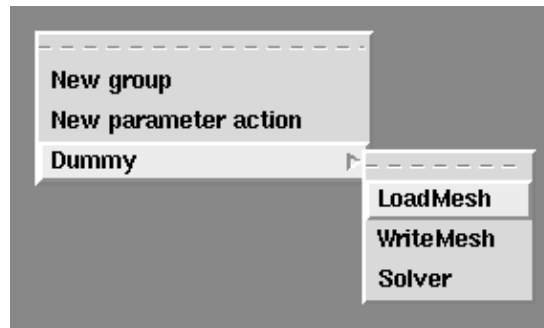 New group
New parameter action
Dummy
LoadMesh
WriteMesh
Solver